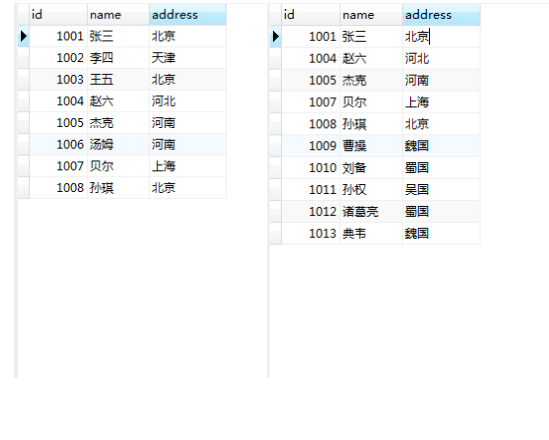 id name address
1001 张三 北京
1002 李四 天津
1003 王五 北京
1004 赵六 河北
1005 杰克 河南
1006 汤姆 河南
1007 贝尔 上海
1008 孙琪 北京
id name address
1001 张三 北京
1004 赵六 河北
1005 杰克 河南
1007 贝尔 上海
1008 孙琪 北京
1009 曹操 魏国
1010 刘备 蜀国
1011 孙权 吴国
1012 诸葛亮 蜀国
1013 典韦 魏国